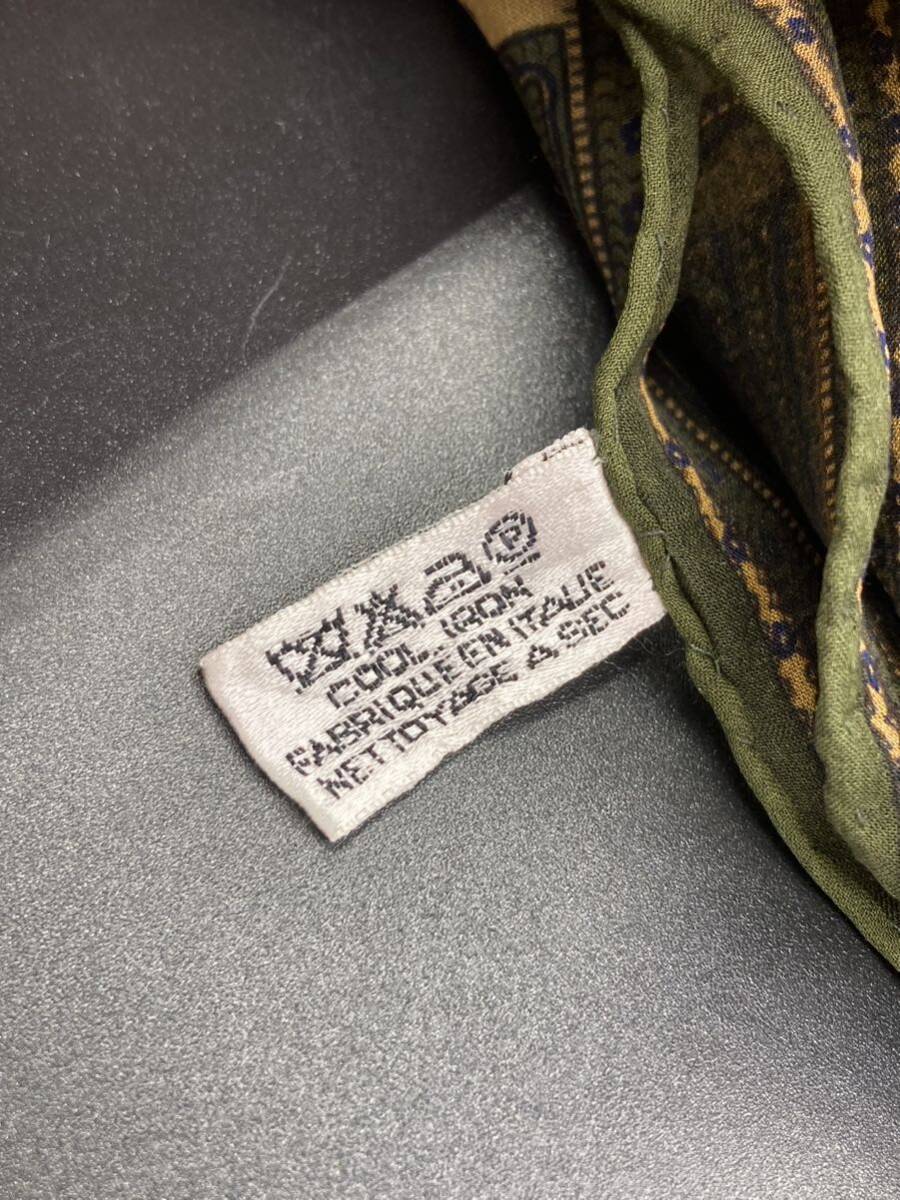 P
COOL IRON
FABRIQUE EN ITALIE
NETTOYAGE A SEC